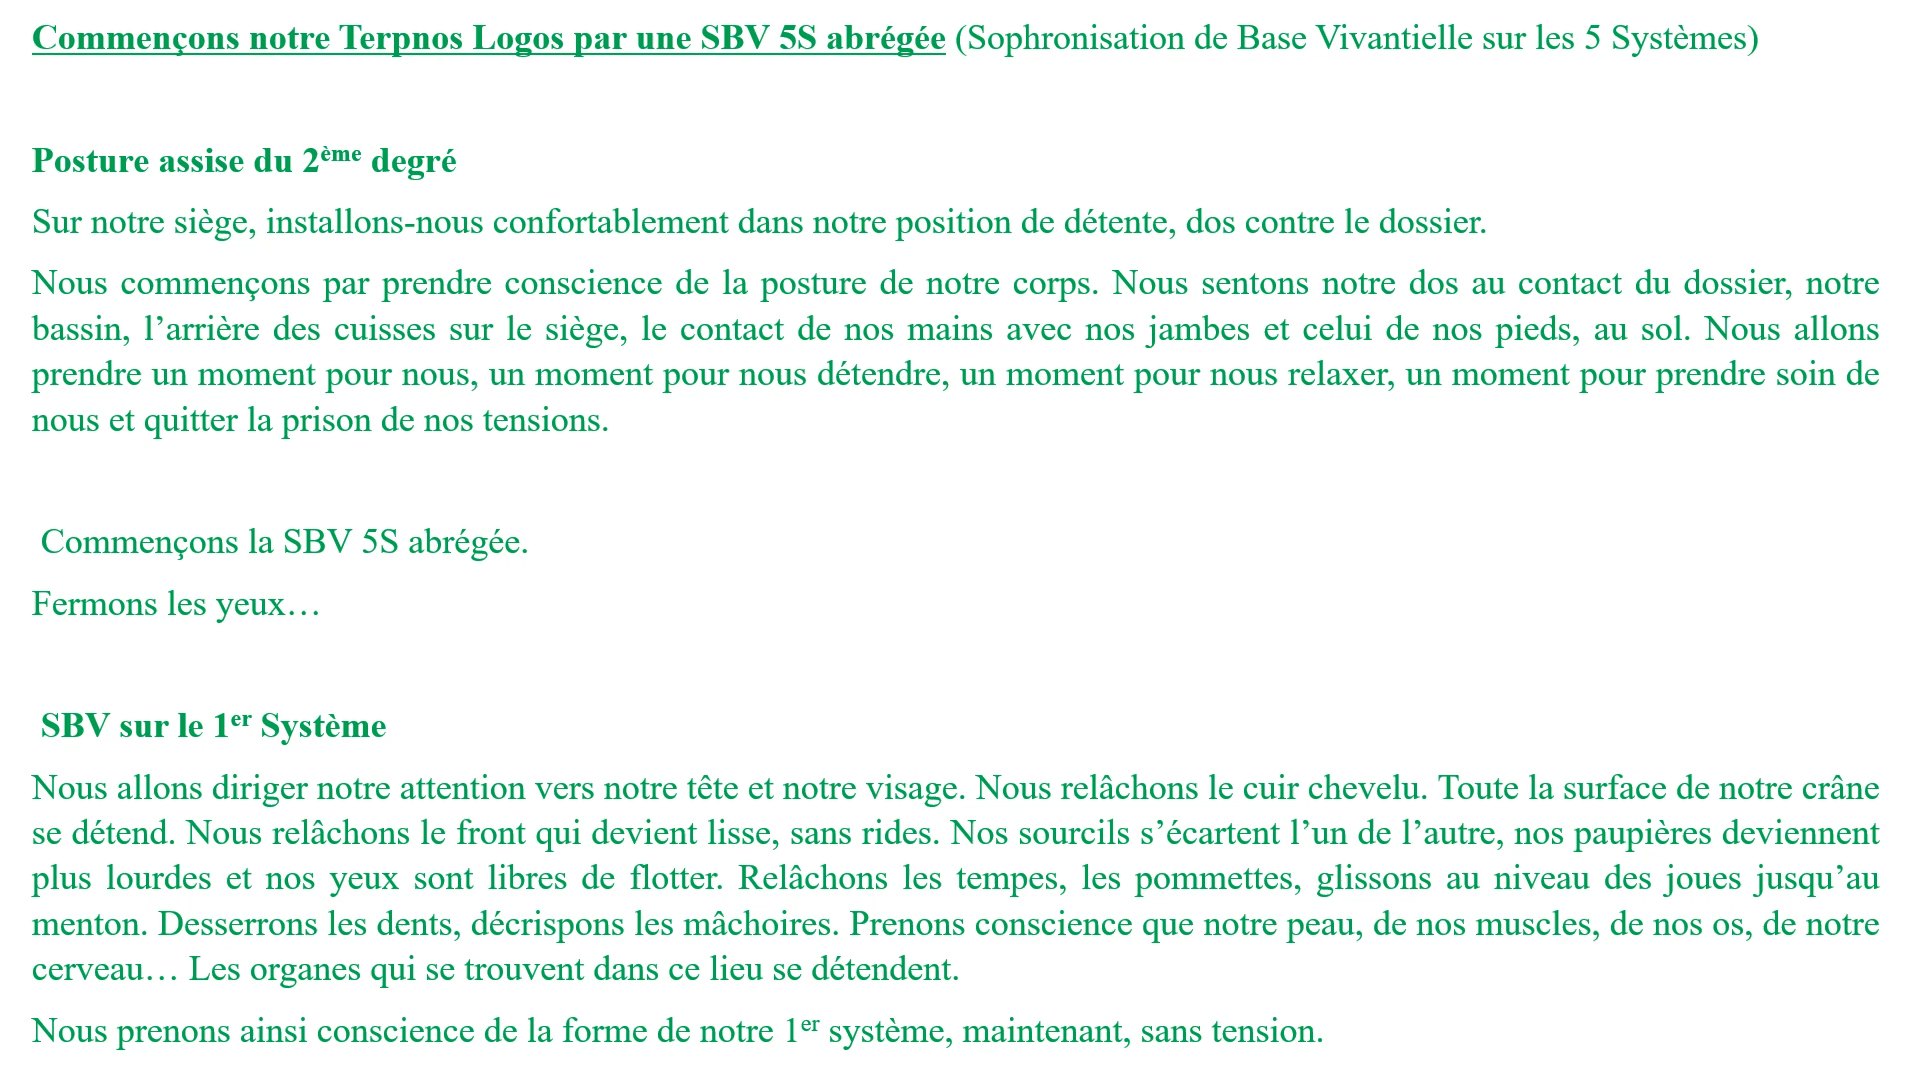 Commençons notre Terpnos Logos par une SBV 5S abrégée (Sophronisation de Base Vivantielle sur les 5 Systèmes)
Posture assise du 2ème degré
Sur notre siège, installons-nous confortablement dans notre position de détente, dos contre le dossier.
Nous commençons par prendre conscience de la posture de notre corps. Nous sentons notre dos au contact du dossier, notre
bassin, l’arrière des cuisses sur le siège, le contact de nos mains avec nos jambes et celui de nos pieds, au sol. Nous allons
prendre un moment pour nous, un moment pour nous détendre, un moment pour nous relaxer, un moment pour prendre soin de
nous et quitter la prison de nos tensions.
Commençons la SBV 5S abrégée.
Fermons les yeux…
SBV sur le 1er Système
Nous allons diriger notre attention vers notre tête et notre visage. Nous relâchons le cuir chevelu. Toute la surface de notre crâne
se détend. Nous relâchons le front qui devient lisse, sans rides. Nos sourcils s’écartent l’un de l’autre, nos paupières deviennent
plus lourdes et nos yeux sont libres de flotter. Relâchons les tempes, les pommettes, glissons au niveau des joues jusqu’au
menton. Desserrons les dents, décrispons les mâchoires. Prenons conscience que notre peau, de nos muscles, de nos os, de notre
cerveau… Les organes qui se trouvent dans ce lieu se détendent.
Nous prenons ainsi conscience de la forme de notre 1er système, maintenant, sans tension.